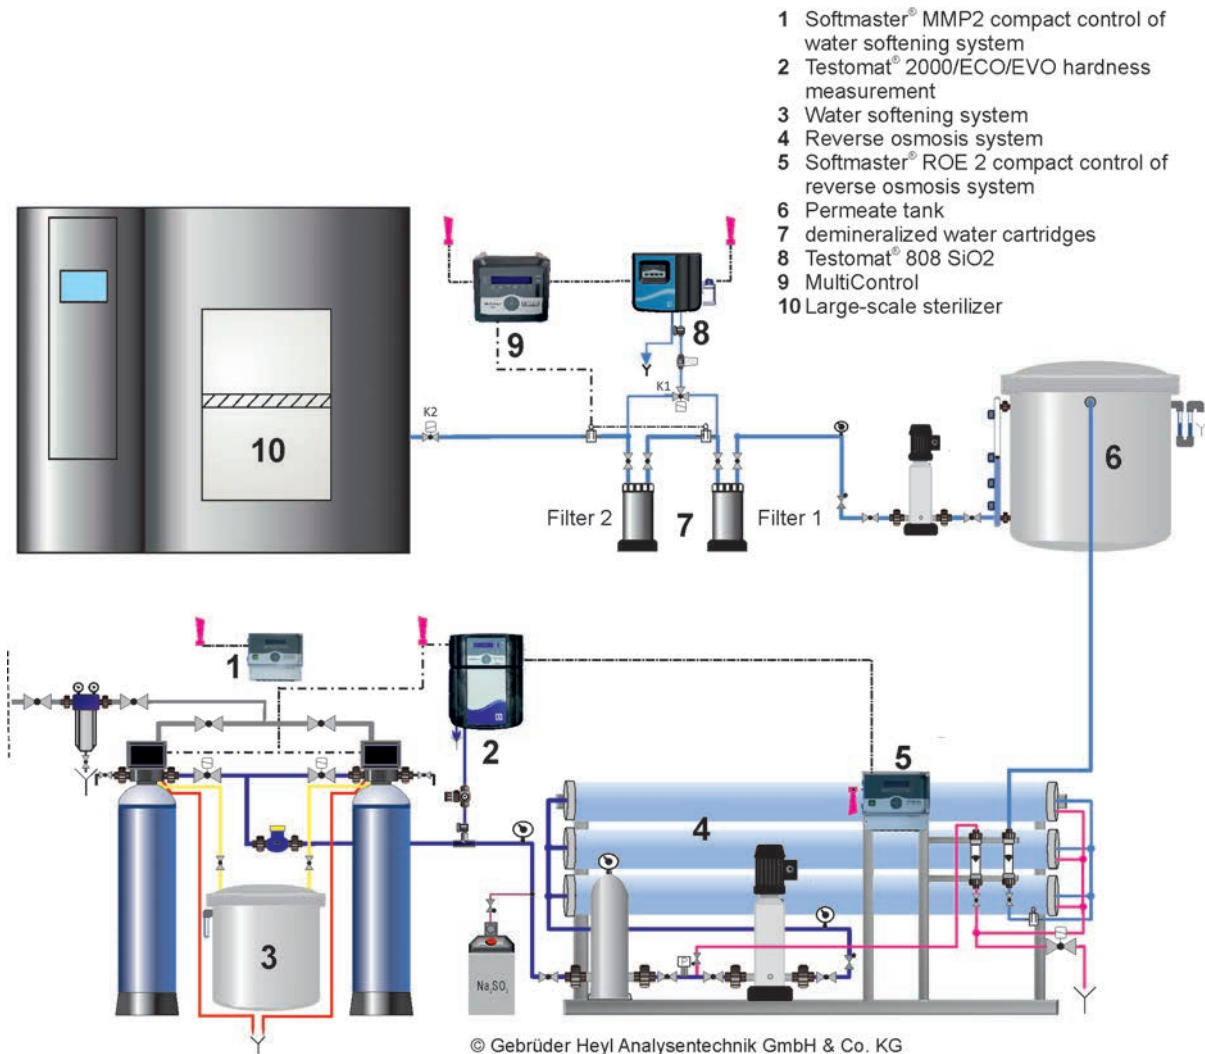 1 Softmaster® MMP2 compact control of
water softening system
2 Testomat® 2000/ECO/EVO hardness
measurement
3 Water softening system
4 Reverse osmosis system
5 Softmaster® ROE 2 compact control of
reverse osmosis system
6 Permeate tank
7 demineralized water cartridges
8 Testomat® 808 SiO2
9 MultiControl
10 Large-scale sterilizer
9
8
K1
K2
10
6
Filter 2
7
Filter 1
1
2
5
4
3
P
Na₂SO₃
© Gebrüder Heyl Analysentechnik GmbH & Co. KG